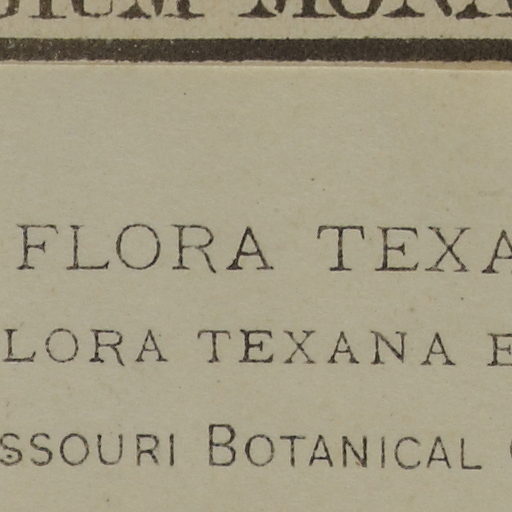 FLORA TEXA
LORA TEXANA E
SSOURI BOTANICAL